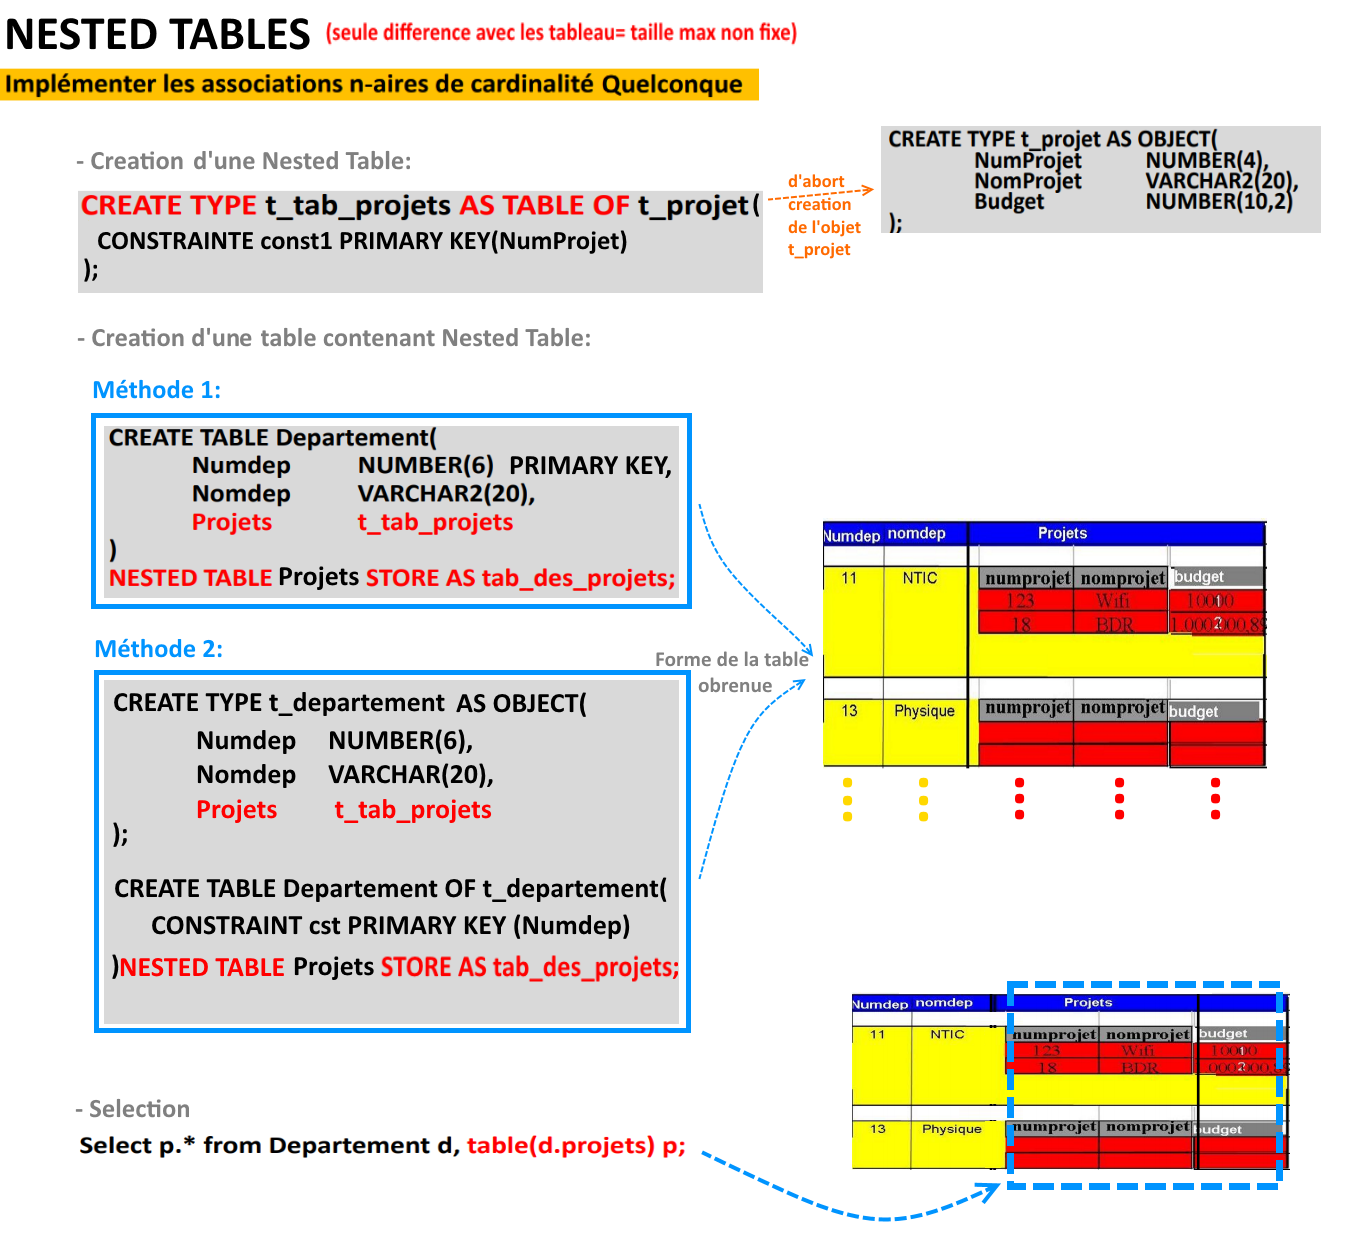 NESTED TABLES (seule difference avec les tableau= taille max non fixe)
Implémenter les associations n-aires de cardinalité Quelconque
- Creation d'une Nested Table:
CREATE TYPE t_tab_projets AS TABLE OF t_projet(
CONSTRAINTE const1 PRIMARY KEY(NumProjet)
);
d'abort
creation
de l'objet
t_projet
CREATE TYPE t_projet AS OBJECT(
NumProjet NUMBER(4),
NomProjet VARCHAR2(20),
Budget NUMBER(10,2)
);
- Creation d'une table contenant Nested Table:
Méthode 1:
CREATE TABLE Departement(
Numdep NUMBER(6) PRIMARY KEY,
Nomdep VARCHAR2(20),
Projets t_tab_projets
)
NESTED TABLE Projets STORE AS tab_des_projets;
Méthode 2:
CREATE TYPE t_departement AS OBJECT(
Numdep NUMBER(6),
Nomdep VARCHAR(20),
Projets t_tab_projets
);
CREATE TABLE Departement OF t_departement(
CONSTRAINT cst PRIMARY KEY (Numdep)
)NESTED TABLE Projets STORE AS tab_des_projets;
Forme de la table
obrenue
Numdep nomdep Projets
11 NTIC numprojet nomprojet budget
123 Wifi
18 BDR
13 Physique numprojet nomprojet budget
- Selection
Select p.* from Departement d, table(d.projets) p;
Numdep nomdep Projets
11 NTIC numprojet nomprojet budget
123 Wifi
18 BDR
13 Physique numprojet nomprojet budget